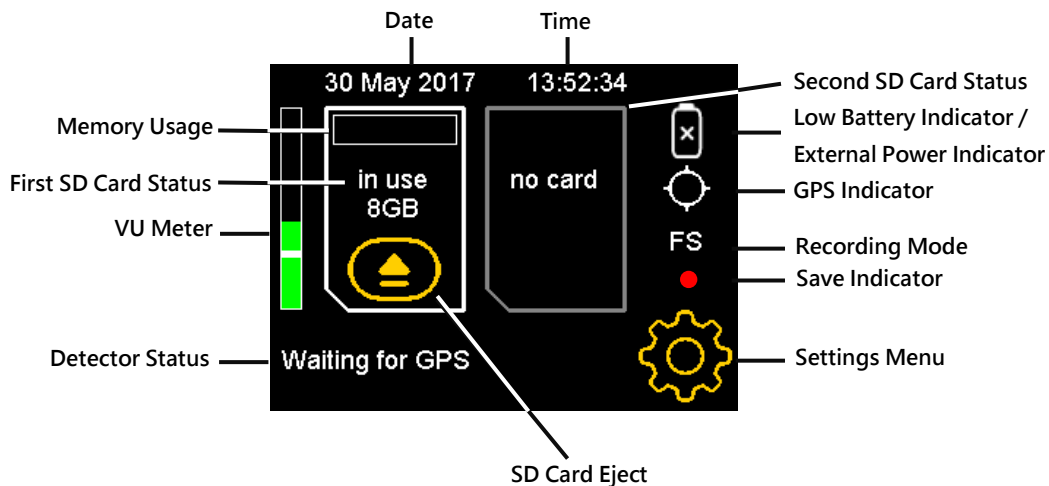 Date
Time
30 May 2017
13:52:34
Second SD Card Status
Memory Usage
Low Battery Indicator /
External Power Indicator
First SD Card Status
in use
8GB
no card
GPS Indicator
VU Meter
FS
Recording Mode
Save Indicator
Detector Status
Waiting for GPS
Settings Menu
SD Card Eject